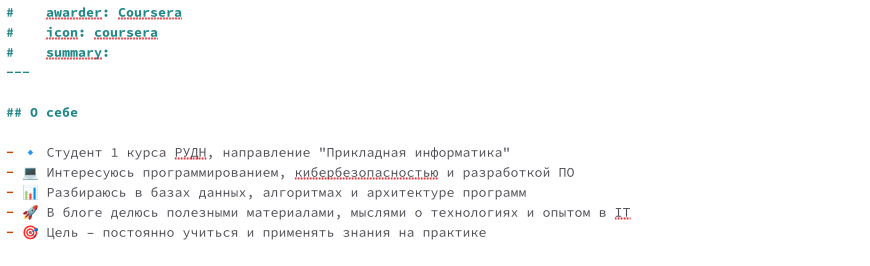 #    awarder: Coursera
#    icon: coursera
#    summary:
---
## О себе
- 🔹 Студент 1 курса РУДН, направление "Прикладная информатика"
- 💻 Интересуюсь программированием, кибербезопасностью и разработкой ПО
- 📊 Разбираюсь в базах данных, алгоритмах и архитектуре программ
- 🚀 В блоге делюсь полезными материалами, мыслями о технологиях и опытом в IT
- 🎯 Цель – постоянно учиться и применять знания на практике